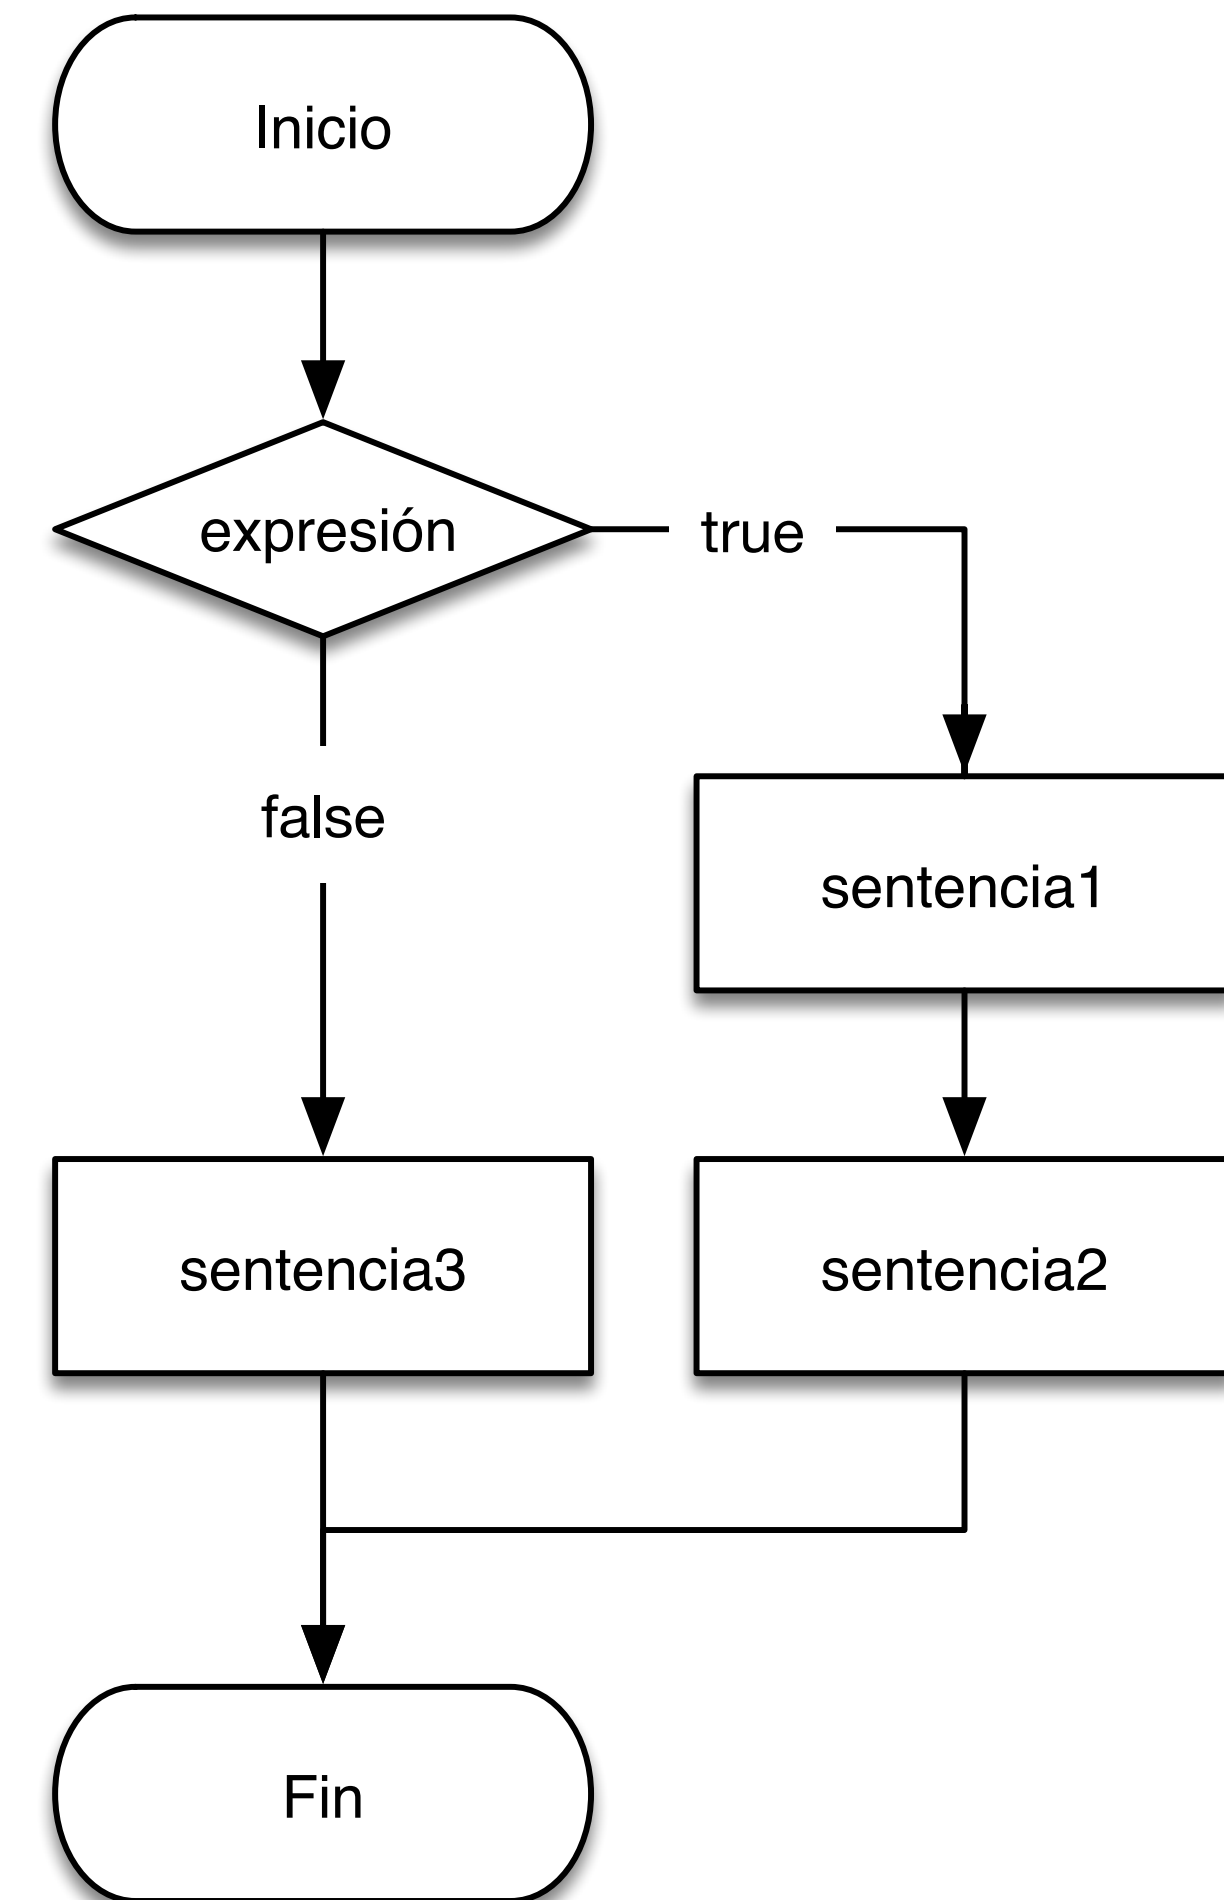 Inicio
expresión
true
false
sentencia1
sentencia3
sentencia2
Fin